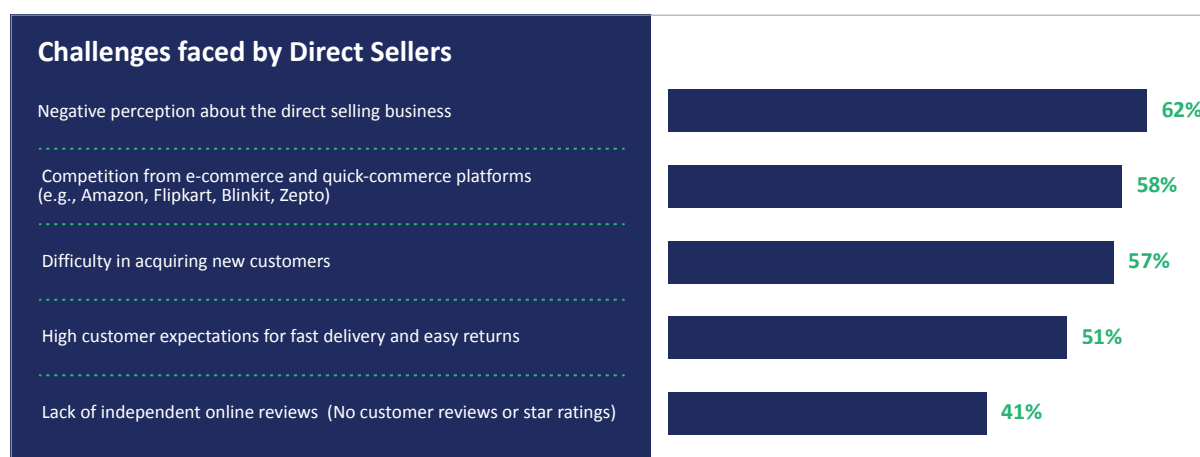 Challenges faced by Direct Sellers
Negative perception about the direct selling business
62%
Competition from e-commerce and quick-commerce platforms
(e.g., Amazon, Flipkart, Blinkit, Zepto)
58%
Difficulty in acquiring new customers
57%
High customer expectations for fast delivery and easy returns
51%
Lack of independent online reviews (No customer reviews or star ratings)
41%